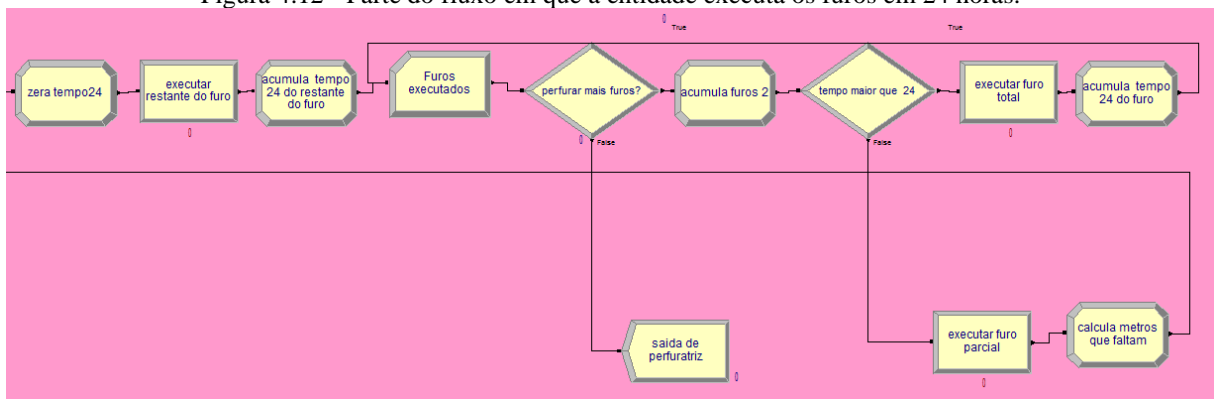 Figura 4.12 - Parte do fluxo em que a entidade executa os furos em 24 horas.
0
True
True
zera tempo24
executar
restante do furo
acumula tempo
24 do restante
do furo
Furos
executados
perfurar mais furos?
acumula furos 2
tempo maior que 24
executar furo
total
acumula tempo
24 do furo
0
0
False
False
0
saida de
perfuratriz
0
executar furo
parcial
calcula metros
que faltam
0